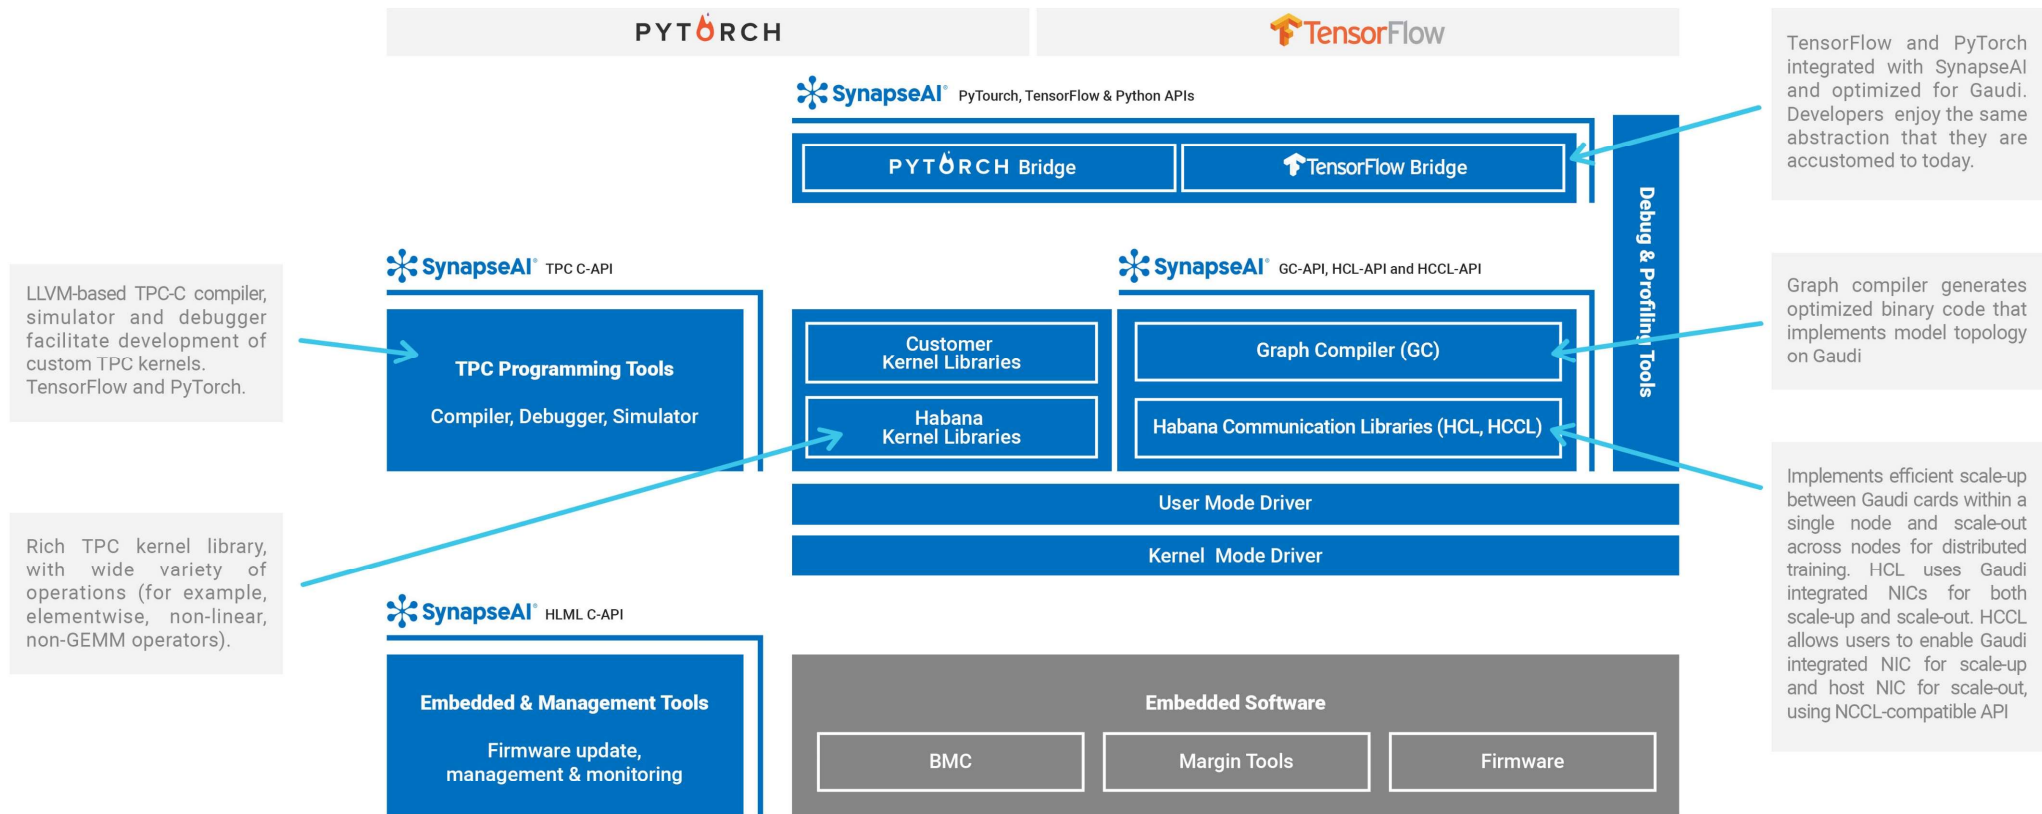 PYTORCH
TensorFlow
SynapseAI® PyTourch, TensorFlow & Python APIs
PYTORCH Bridge
TensorFlow Bridge
Debug & Profiling Tools
TensorFlow and PyTorch
integrated with SynapseAI
and optimized for Gaudi.
Developers enjoy the same
abstraction that they are
accustomed to today.
SynapseAI® TPC C-API
TPC Programming Tools
Compiler, Debugger, Simulator
LLVM-based TPC-C compiler,
simulator and debugger
facilitate development of
custom TPC kernels.
TensorFlow and PyTorch.
Customer
Kernel Libraries
Habana
Kernel Libraries
SynapseAI® GC-API, HCL-API and HCCL-API
Graph Compiler (GC)
Habana Communication Libraries (HCL, HCCL)
Graph compiler generates
optimized binary code that
implements model topology
on Gaudi
User Mode Driver
Kernel Mode Driver
Rich TPC kernel library,
with wide variety of
operations (for example,
elementwise, non-linear,
non-GEMM operators).
Implements efficient scale-up
between Gaudi cards within a
single node and scale-out
across nodes for distributed
training. HCL uses Gaudi
integrated NICs for both
scale-up and scale-out. HCCL
allows users to enable Gaudi
integrated NIC for scale-up
and host NIC for scale-out,
using NCCL-compatible API
SynapseAI® HLML C-API
Embedded & Management Tools
Firmware update,
management & monitoring
Embedded Software
BMC
Margin Tools
Firmware